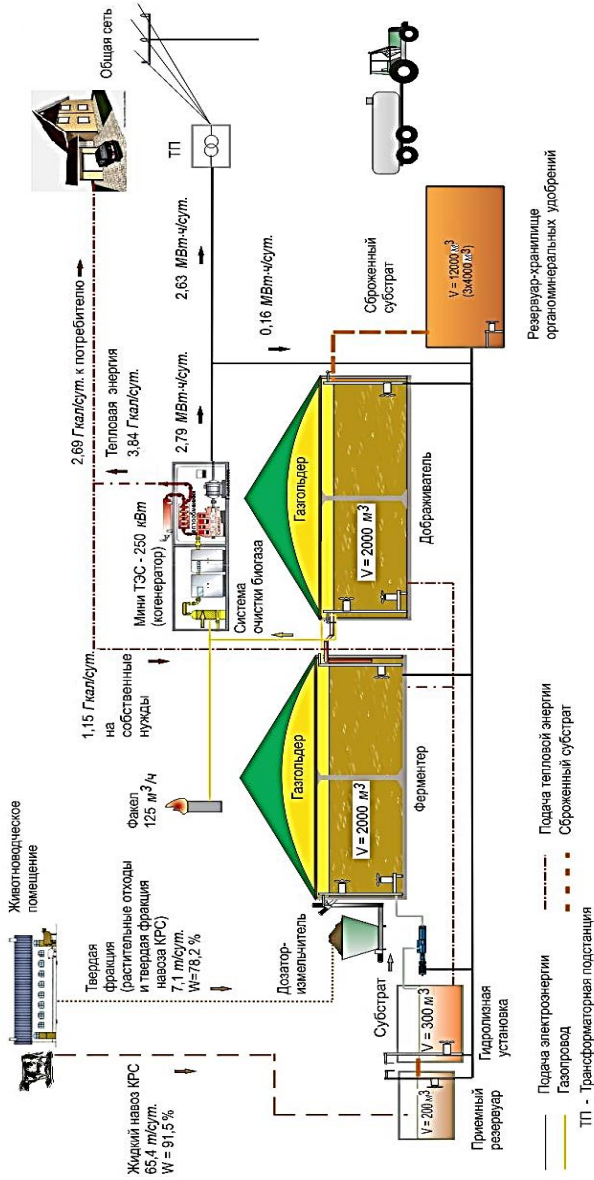 Животноводческое
помещение
Жидкий навоз КРС
65,4 т/сут.
W = 91,5 %
Твердая
фракция
(растительные отходы
и твердая фракция
навоза КРС)
7,1 т/сут.
W=78,2 %
Факел
125 м³/ч
1,15 Гкал/сут.
на
собственные
нужды
Мини ТЭС - 250 кВт
(когенератор)
Система
очистки биогаза
2,69 Гкал/сут. к потребителю
Тепловая энергия
3,84 Гкал/сут.
2,79 МВт·ч/сут.
2,63 МВт·ч/сут.
0,16 МВт·ч/сут.
ТП
Общая сеть
Дозатор-
измельчитель
Субстрат
V = 200 м³
V = 300 м³
Приемный
резервуар
Гидролизная
установка
Газгольдер
V = 2000 м³
Ферментер
Газгольдер
V = 2000 м³
Дображиватель
Сброженный
субстрат
V = 12000 м³
(3х4000 м³)
Резервуар-хранилище
органоминеральных удобрений
Подача электроэнергии
Газопровод
Подача тепловой энергии
Сброженный субстрат
ТП - Трансформаторная подстанция